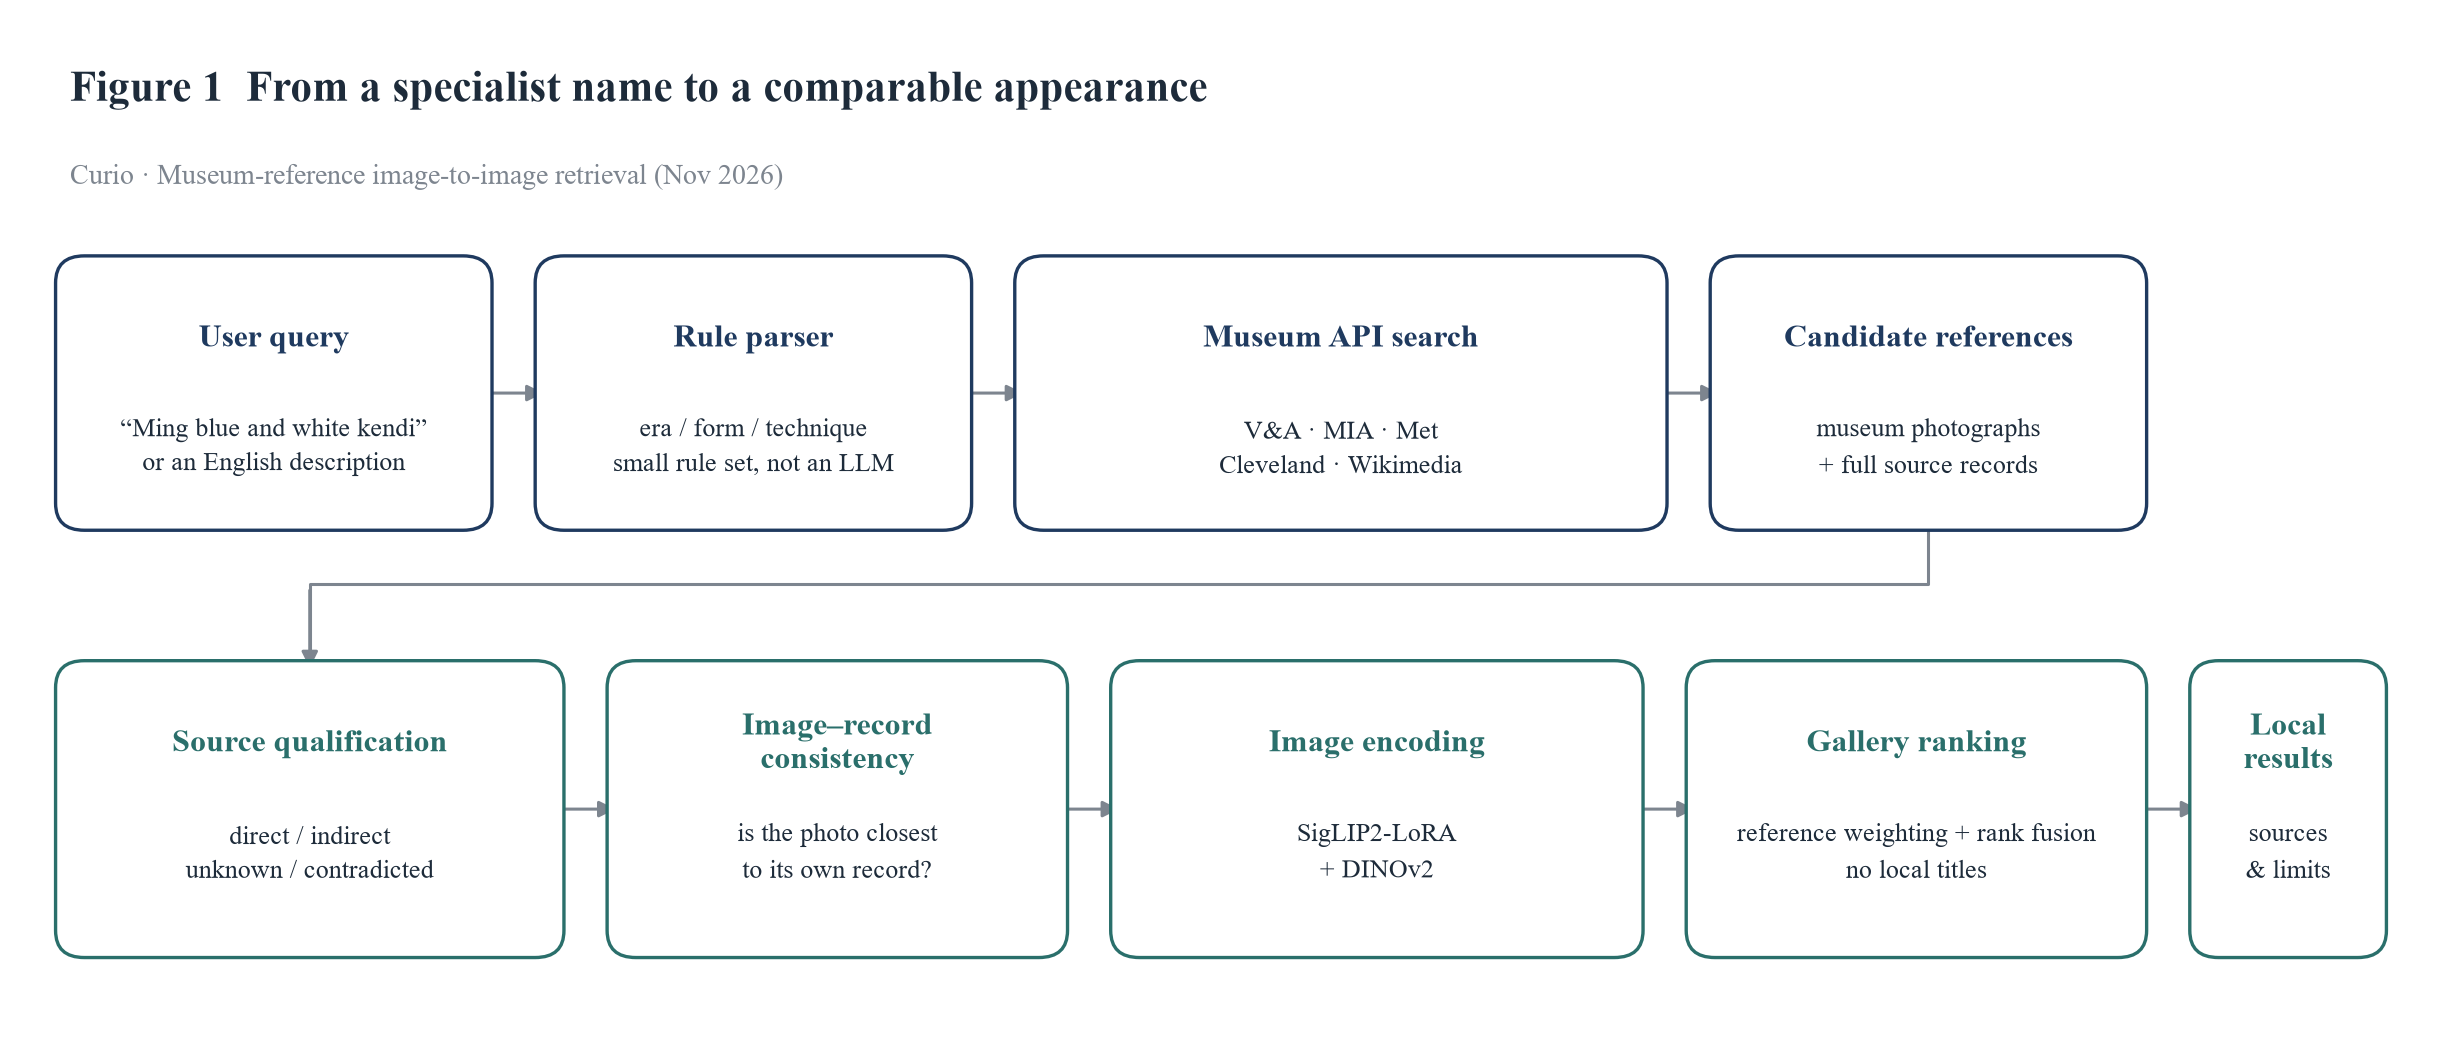 Figure 1  From a specialist name to a comparable appearance
Curio · Museum-reference image-to-image retrieval (Nov 2026)
User query
“Ming blue and white kendi”
or an English description
Rule parser
era / form / technique
small rule set, not an LLM
Museum API search
V&A · MIA · Met
Cleveland · Wikimedia
Candidate references
museum photographs
+ full source records
Source qualification
direct / indirect
unknown / contradicted
Image–record
consistency
is the photo closest
to its own record?
Image encoding
SigLIP2-LoRA
+ DINOv2
Gallery ranking
reference weighting + rank fusion
no local titles
Local
results
sources
& limits